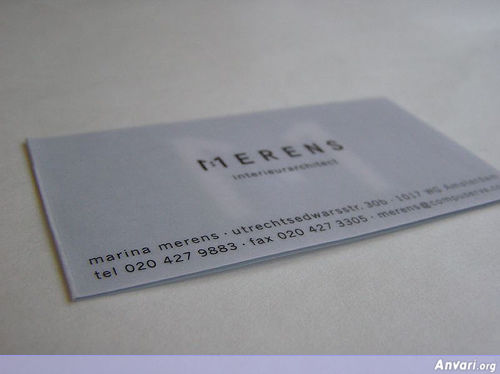 MERENS
interieurarchitect
marina merens · utrechtsedwarsstr. 30b · 1017 WG Amsterdam
tel 020 427 9883 · fax 020 427 3305 · merens@compuserve.
Anvari.org